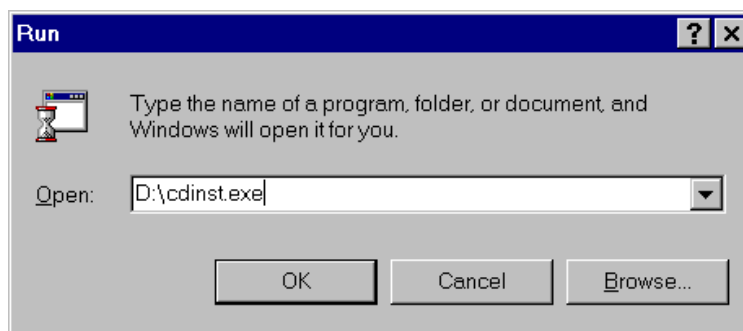 Run
Type the name of a program, folder, or document, and
Windows will open it for you.
Open: D:\cdinst.exe
OK Cancel Browse...